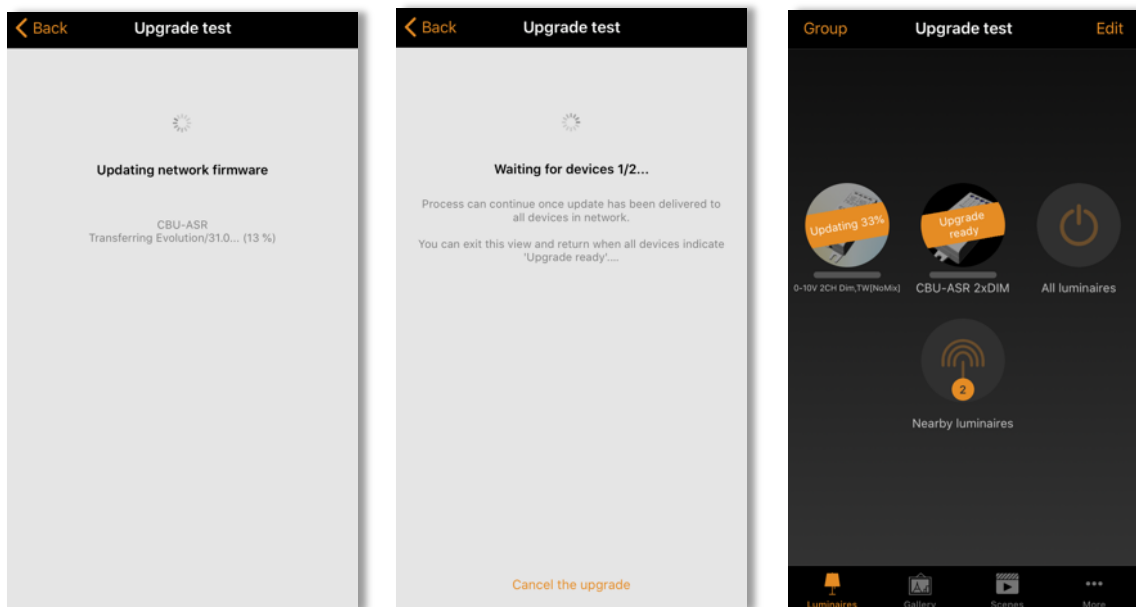 Back
Upgrade test
Updating network firmware
CBU-ASR
Transferring Evolution/31.0... (13 %)
Back
Upgrade test
Waiting for devices 1/2...
Process can continue once update has been delivered to
all devices in network.
You can exit this view and return when all devices indicate
'Upgrade ready'....
Cancel the upgrade
Group
Upgrade test
Edit
Updating 33%
Upgrade
ready
0-10V 2CH Dim,TW[NoMix]
CBU-ASR 2xDIM
All luminaires
2
Nearby luminaires
Luminaires
Gallery
Scenes
More